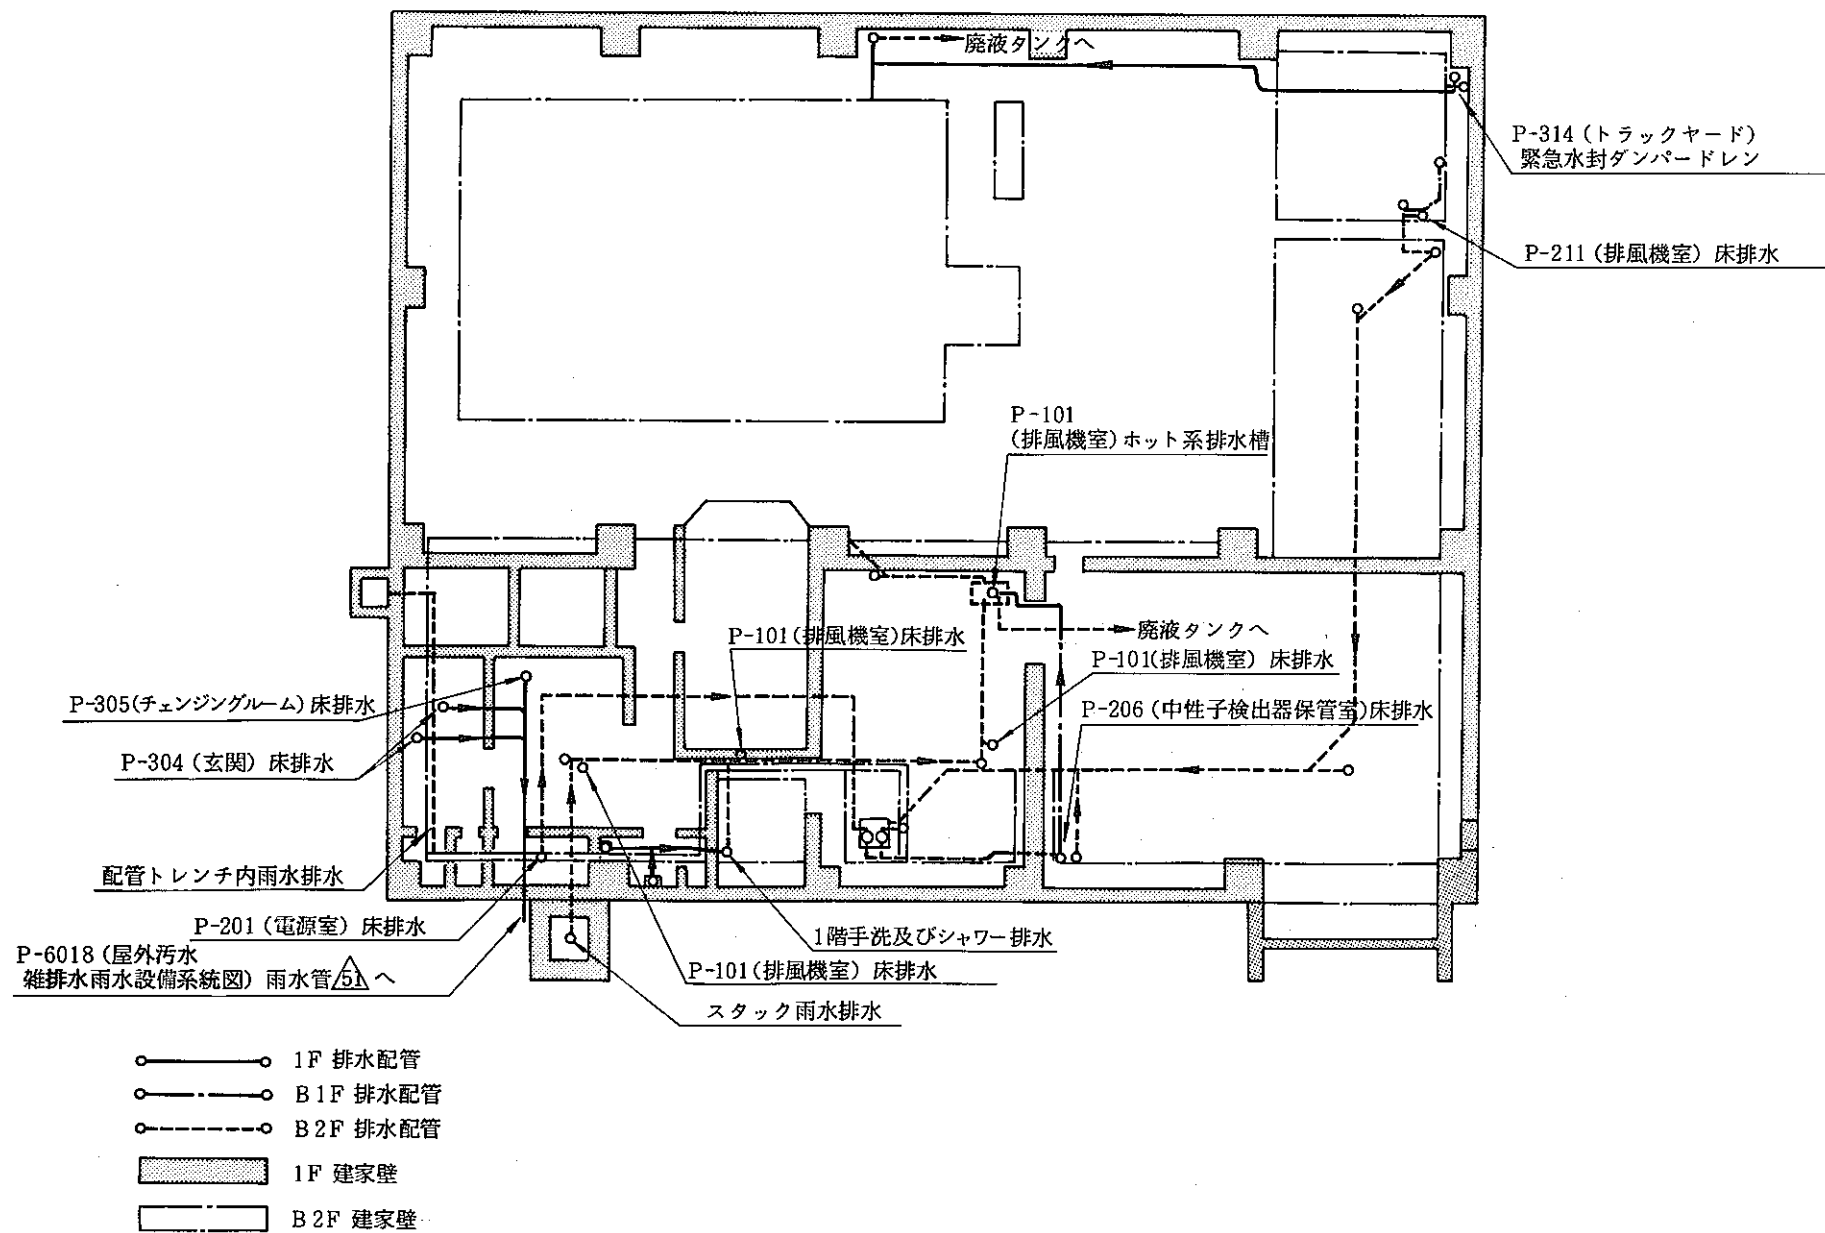 廃液タンクへ
P-314 (トラックヤード)
緊急水封ダンパードレン
P-211 (排風機室) 床排水
P-101
(排風機室) ホット系排水槽
P-101 (排風機室) 床排水
廃液タンクへ
P-101 (排風機室) 床排水
P-305 (チェンジングルーム) 床排水
P-206 (中性子検出器保管室) 床排水
P-304 (玄関) 床排水
配管トレンチ内雨水排水
P-201 (電源室) 床排水
1階手洗及びシャワー排水
P-6018 (屋外汚水
雑排水雨水設備系統図) 雨水管 51 へ
P-101 (排風機室) 床排水
スタック雨水排水
1F 排水配管
B1F 排水配管
B2F 排水配管
1F 建家壁
B2F 建家壁